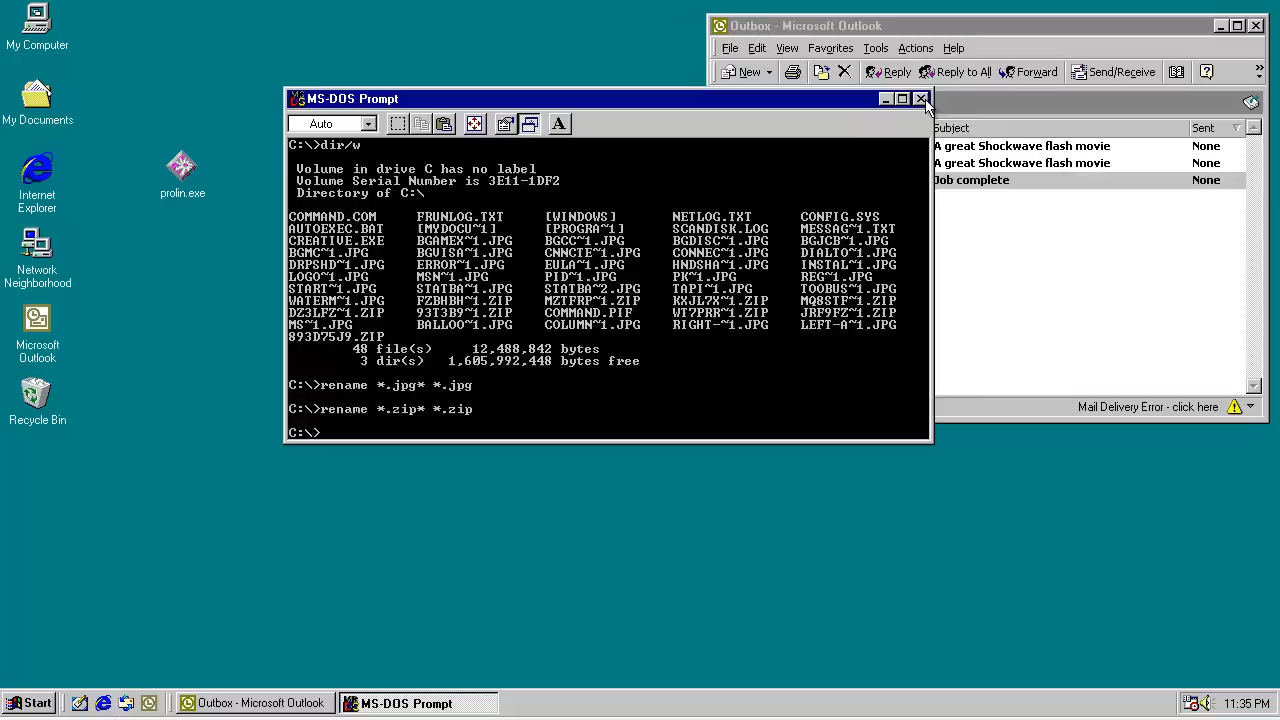 My Computer
My Documents
Internet
Explorer
Network
Neighborhood
Microsoft
Outlook
Recycle Bin
prolin.exe
Outbox - Microsoft Outlook
File Edit View Favorites Tools Actions Help
New Reply Reply to All Forward Send/Receive
Subject Sent
A great Shockwave flash movie None
A great Shockwave flash movie None
Job complete None
Mail Delivery Error - click here
MS-DOS Prompt
Auto
A
C:\>dir/w
Volume in drive C has no label
Volume Serial Number is 3E11-1DF2
Directory of C:\
COMMAND.COM FRUNLOG.TXT [WINDOWS] NETLOG.TXT CONFIG.SYS
AUTOEXEC.BAT [MYDOCU~1] [PROGRA~1] SCANDISK.LOG MESSAG~1.TXT
CREATIVE.EXE BGAMEX~1.JPG BGCC~1.JPG BGDISC~1.JPG BGJCB~1.JPG
BGMC~1.JPG BGVISA~1.JPG CNNCTE~1.JPG CONNEC~1.JPG DIALTO~1.JPG
DRPSHD~1.JPG ERROR~1.JPG EULA~1.JPG HNDSHA~1.JPG INSTAL~1.JPG
LOGO~1.JPG MSN~1.JPG PID~1.JPG PK~1.JPG REG~1.JPG
START~1.JPG STATBA~1.JPG STATBA~2.JPG TAPI~1.JPG TOOBUS~1.JPG
WATERM~1.JPG FZBHBH~1.ZIP MZTFRP~1.ZIP KXJL7X~1.ZIP MQ8STF~1.ZIP
DZ3LFZ~1.ZIP 93T3B9~1.ZIP COMMAND.PIF WT7PRR~1.ZIP JRF9FZ~1.ZIP
MS~1.JPG BALLOO~1.JPG COLUMN~1.JPG RIGHT-~1.JPG LEFT-A~1.JPG
893D75J9.ZIP
48 file(s) 12,488,842 bytes
3 dir(s) 1,605,992,448 bytes free
C:\>rename *.jpg* *.jpg
C:\>rename *.zip* *.zip
C:\>
Start Outbox - Microsoft Outlook MS-DOS Prompt 11:35 PM